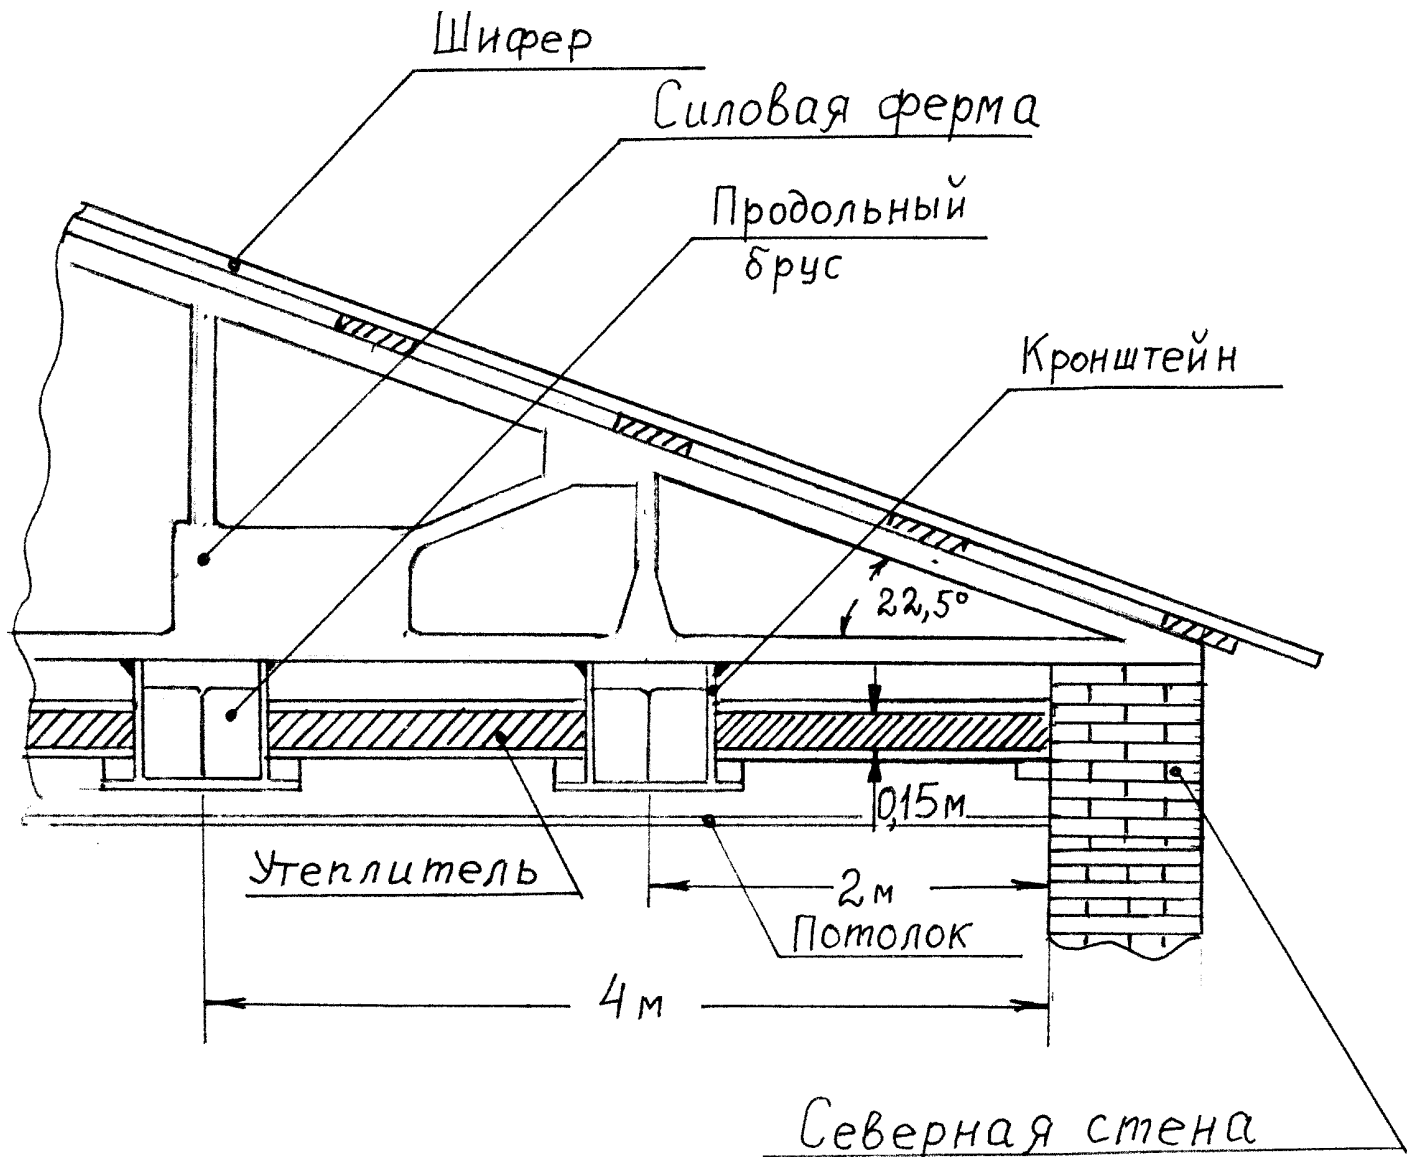 Шифер
Силовая ферма
Продольный
брус
Кронштейн
22,5°
0,15м
Утеплитель
2м
Потолок
4м
Северная стена